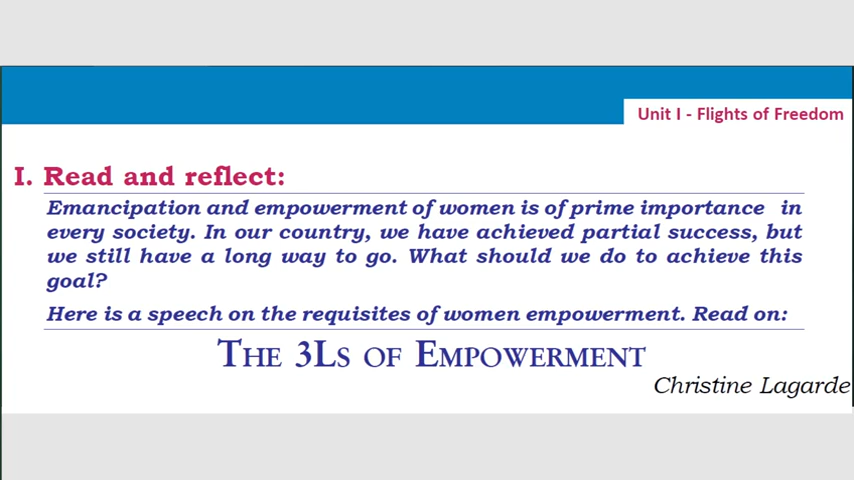 Unit I - Flights of Freedom
I. Read and reflect:
Emancipation and empowerment of women is of prime importance in
every society. In our country, we have achieved partial success, but
we still have a long way to go. What should we do to achieve this
goal?
Here is a speech on the requisites of women empowerment. Read on:
THE 3LS OF EMPOWERMENT
Christine Lagarde